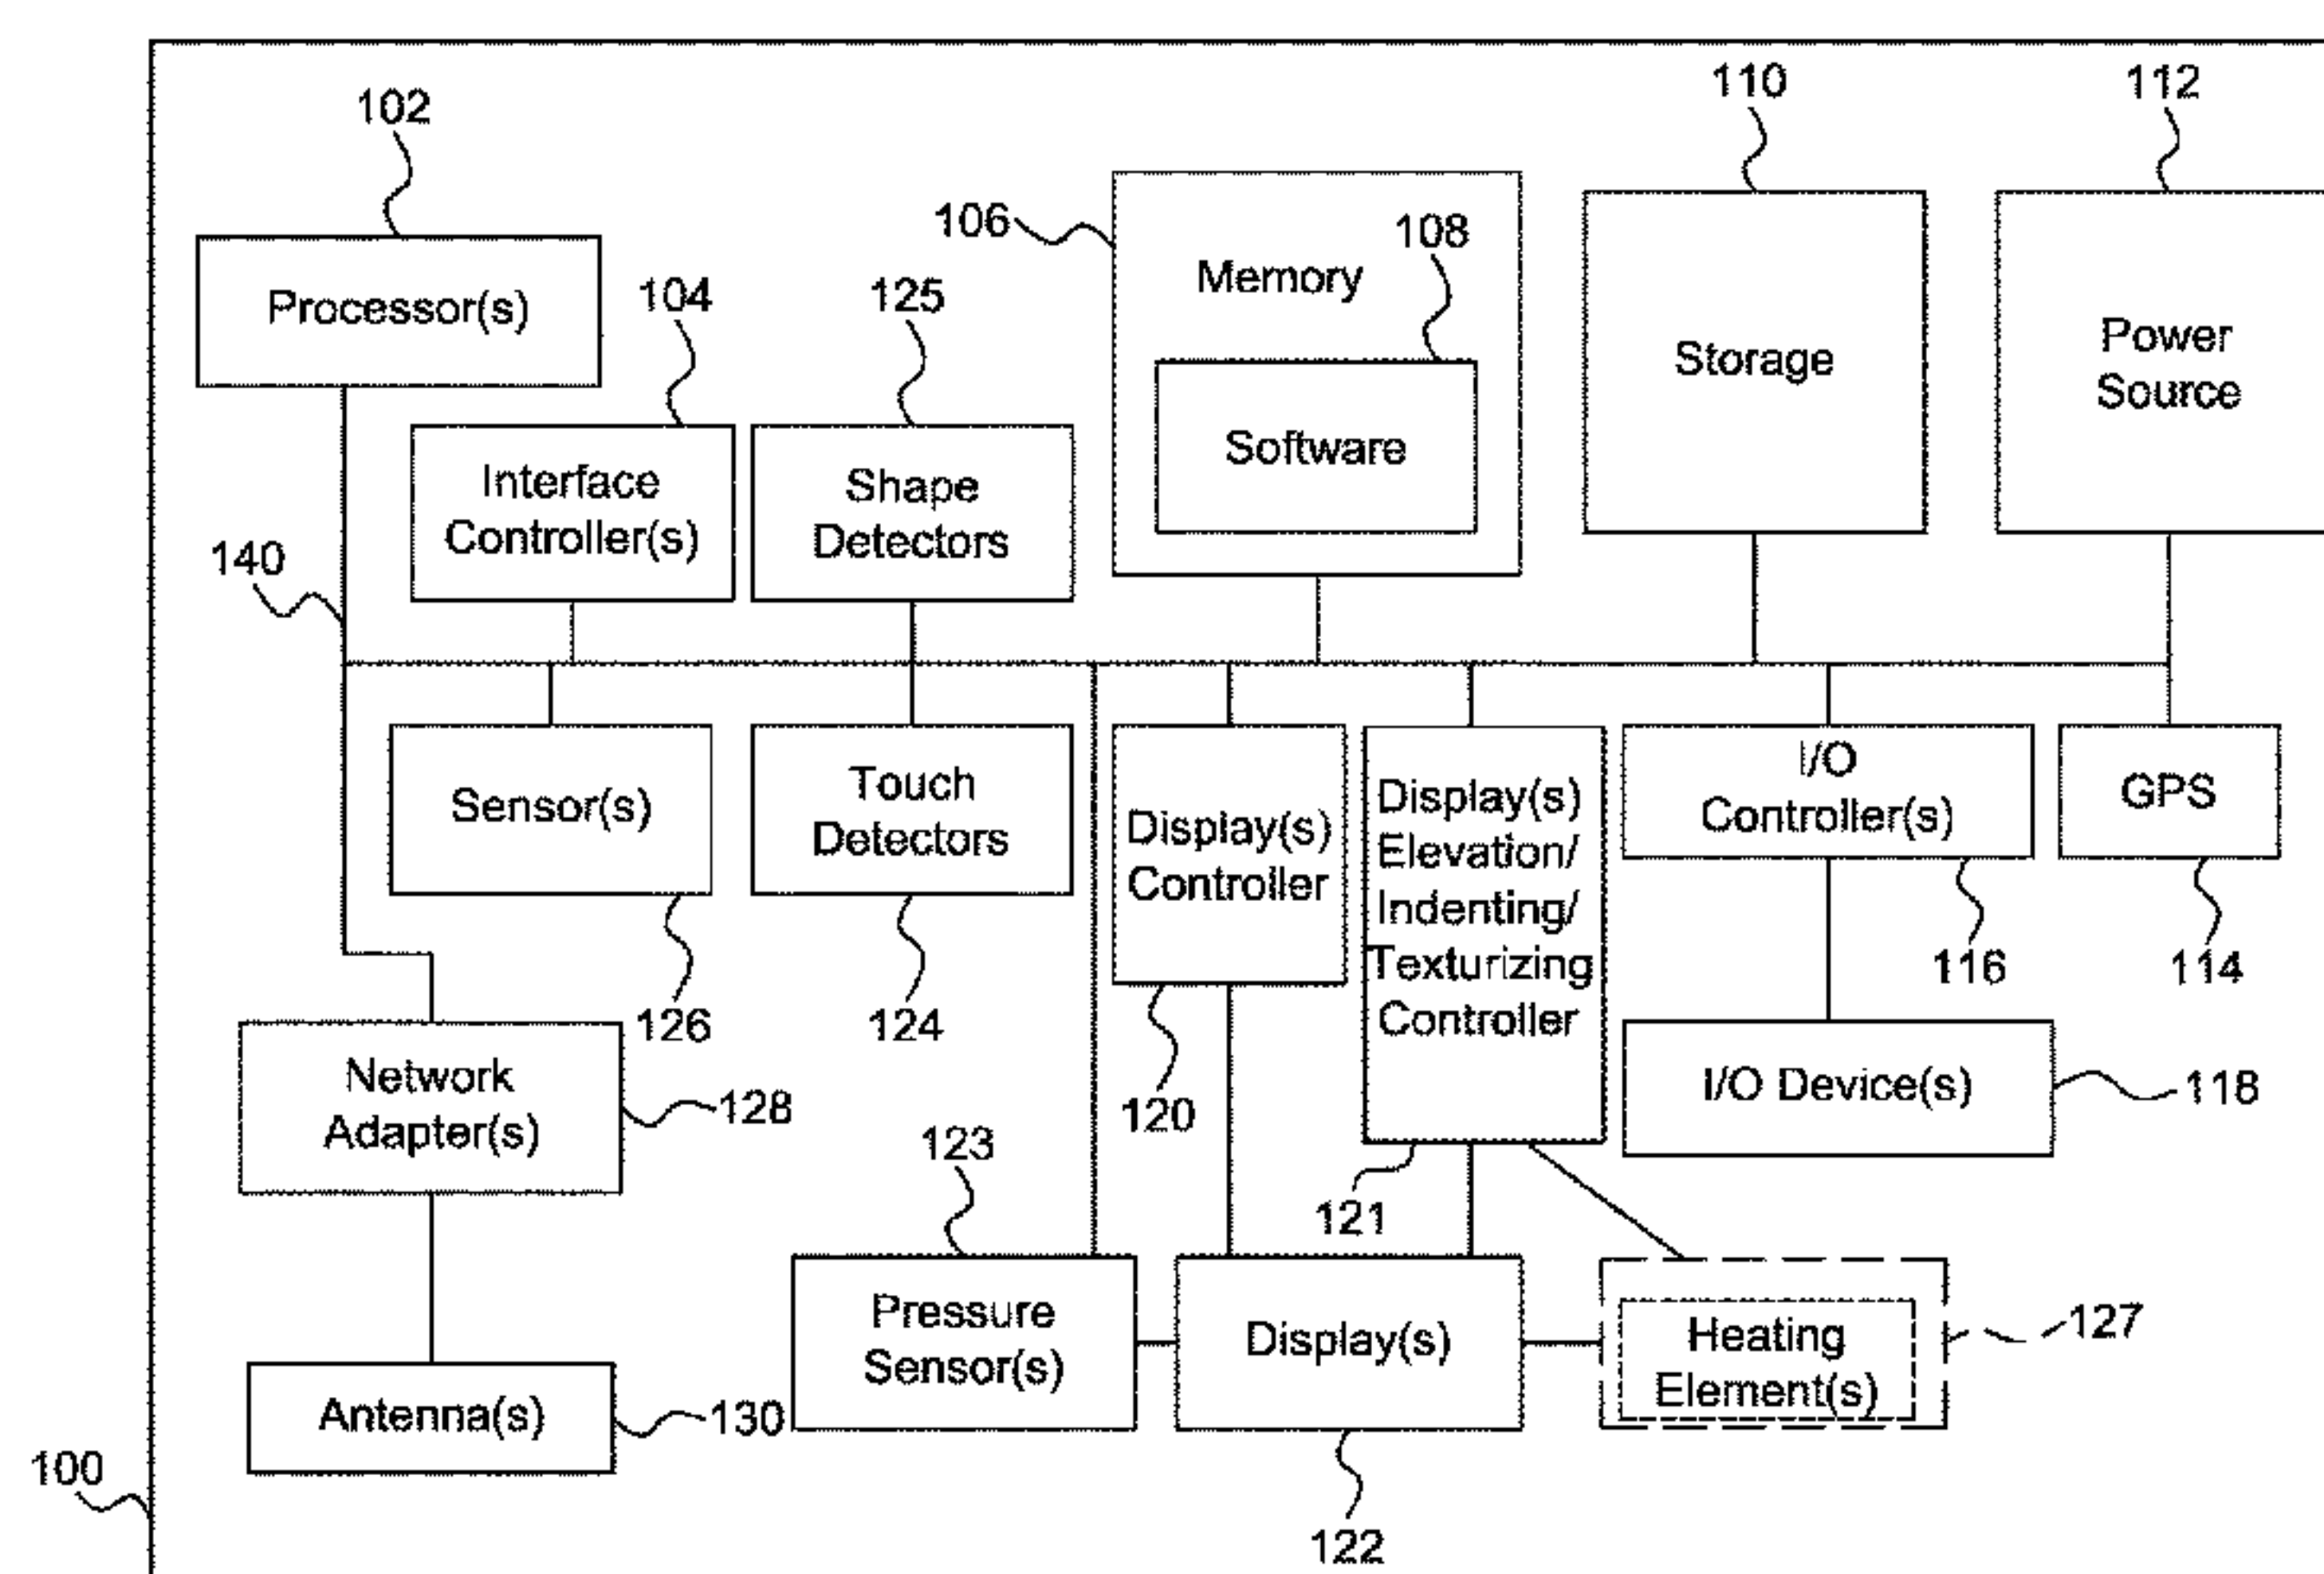 110
112
102
106
108
Memory
Processor(s)
104
125
Storage
Power
Source
Software
Interface
Controller(s)
Shape
Detectors
140
Sensor(s)
Touch
Detectors
Display(s)
Controller
Display(s)
Elevation/
Indenting/
Texturizing
Controller
I/O
Controller(s)
GPS
116
114
126
124
Network
Adapter(s)
128
120
I/O Device(s)
118
123
121
Pressure
Sensor(s)
Display(s)
Heating
Element(s)
127
Antenna(s)
130
100
122